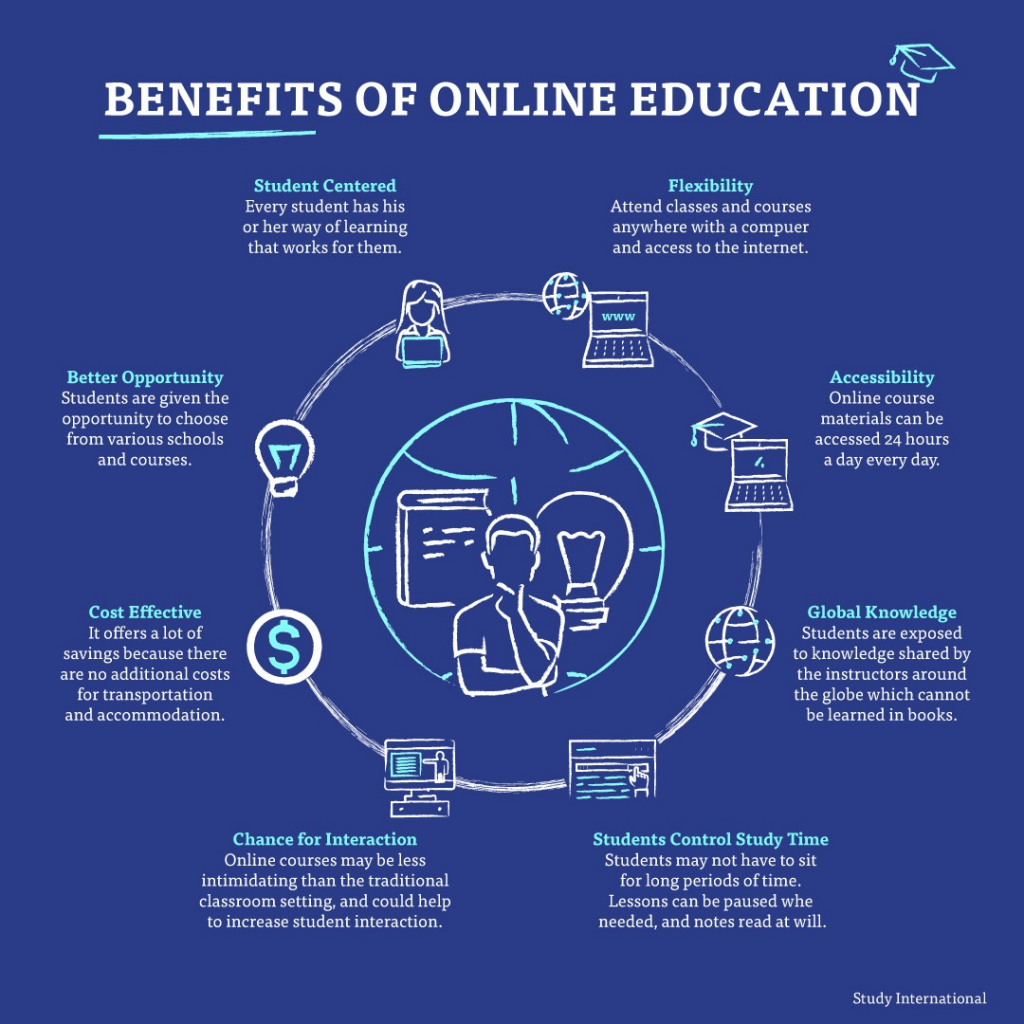 BENEFITS OF ONLINE EDUCATION
Student Centered
Every student has his
or her way of learning
that works for them.
Flexibility
Attend classes and courses
anywhere with a compuer
and access to the internet.
www
Better Opportunity
Students are given the
opportunity to choose
from various schools
and courses.
Accessibility
Online course
materials can be
accessed 24 hours
a day every day.
Cost Effective
It offers a lot of
savings because there
are no additional costs
for transportation
and accommodation.
$
Global Knowledge
Students are exposed
to knowledge shared by
the instructors around
the globe which cannot
be learned in books.
Chance for Interaction
Online courses may be less
intimidating than the traditional
classroom setting, and could help
to increase student interaction.
Students Control Study Time
Students may not have to sit
for long periods of time.
Lessons can be paused whe
needed, and notes read at will.
Study International